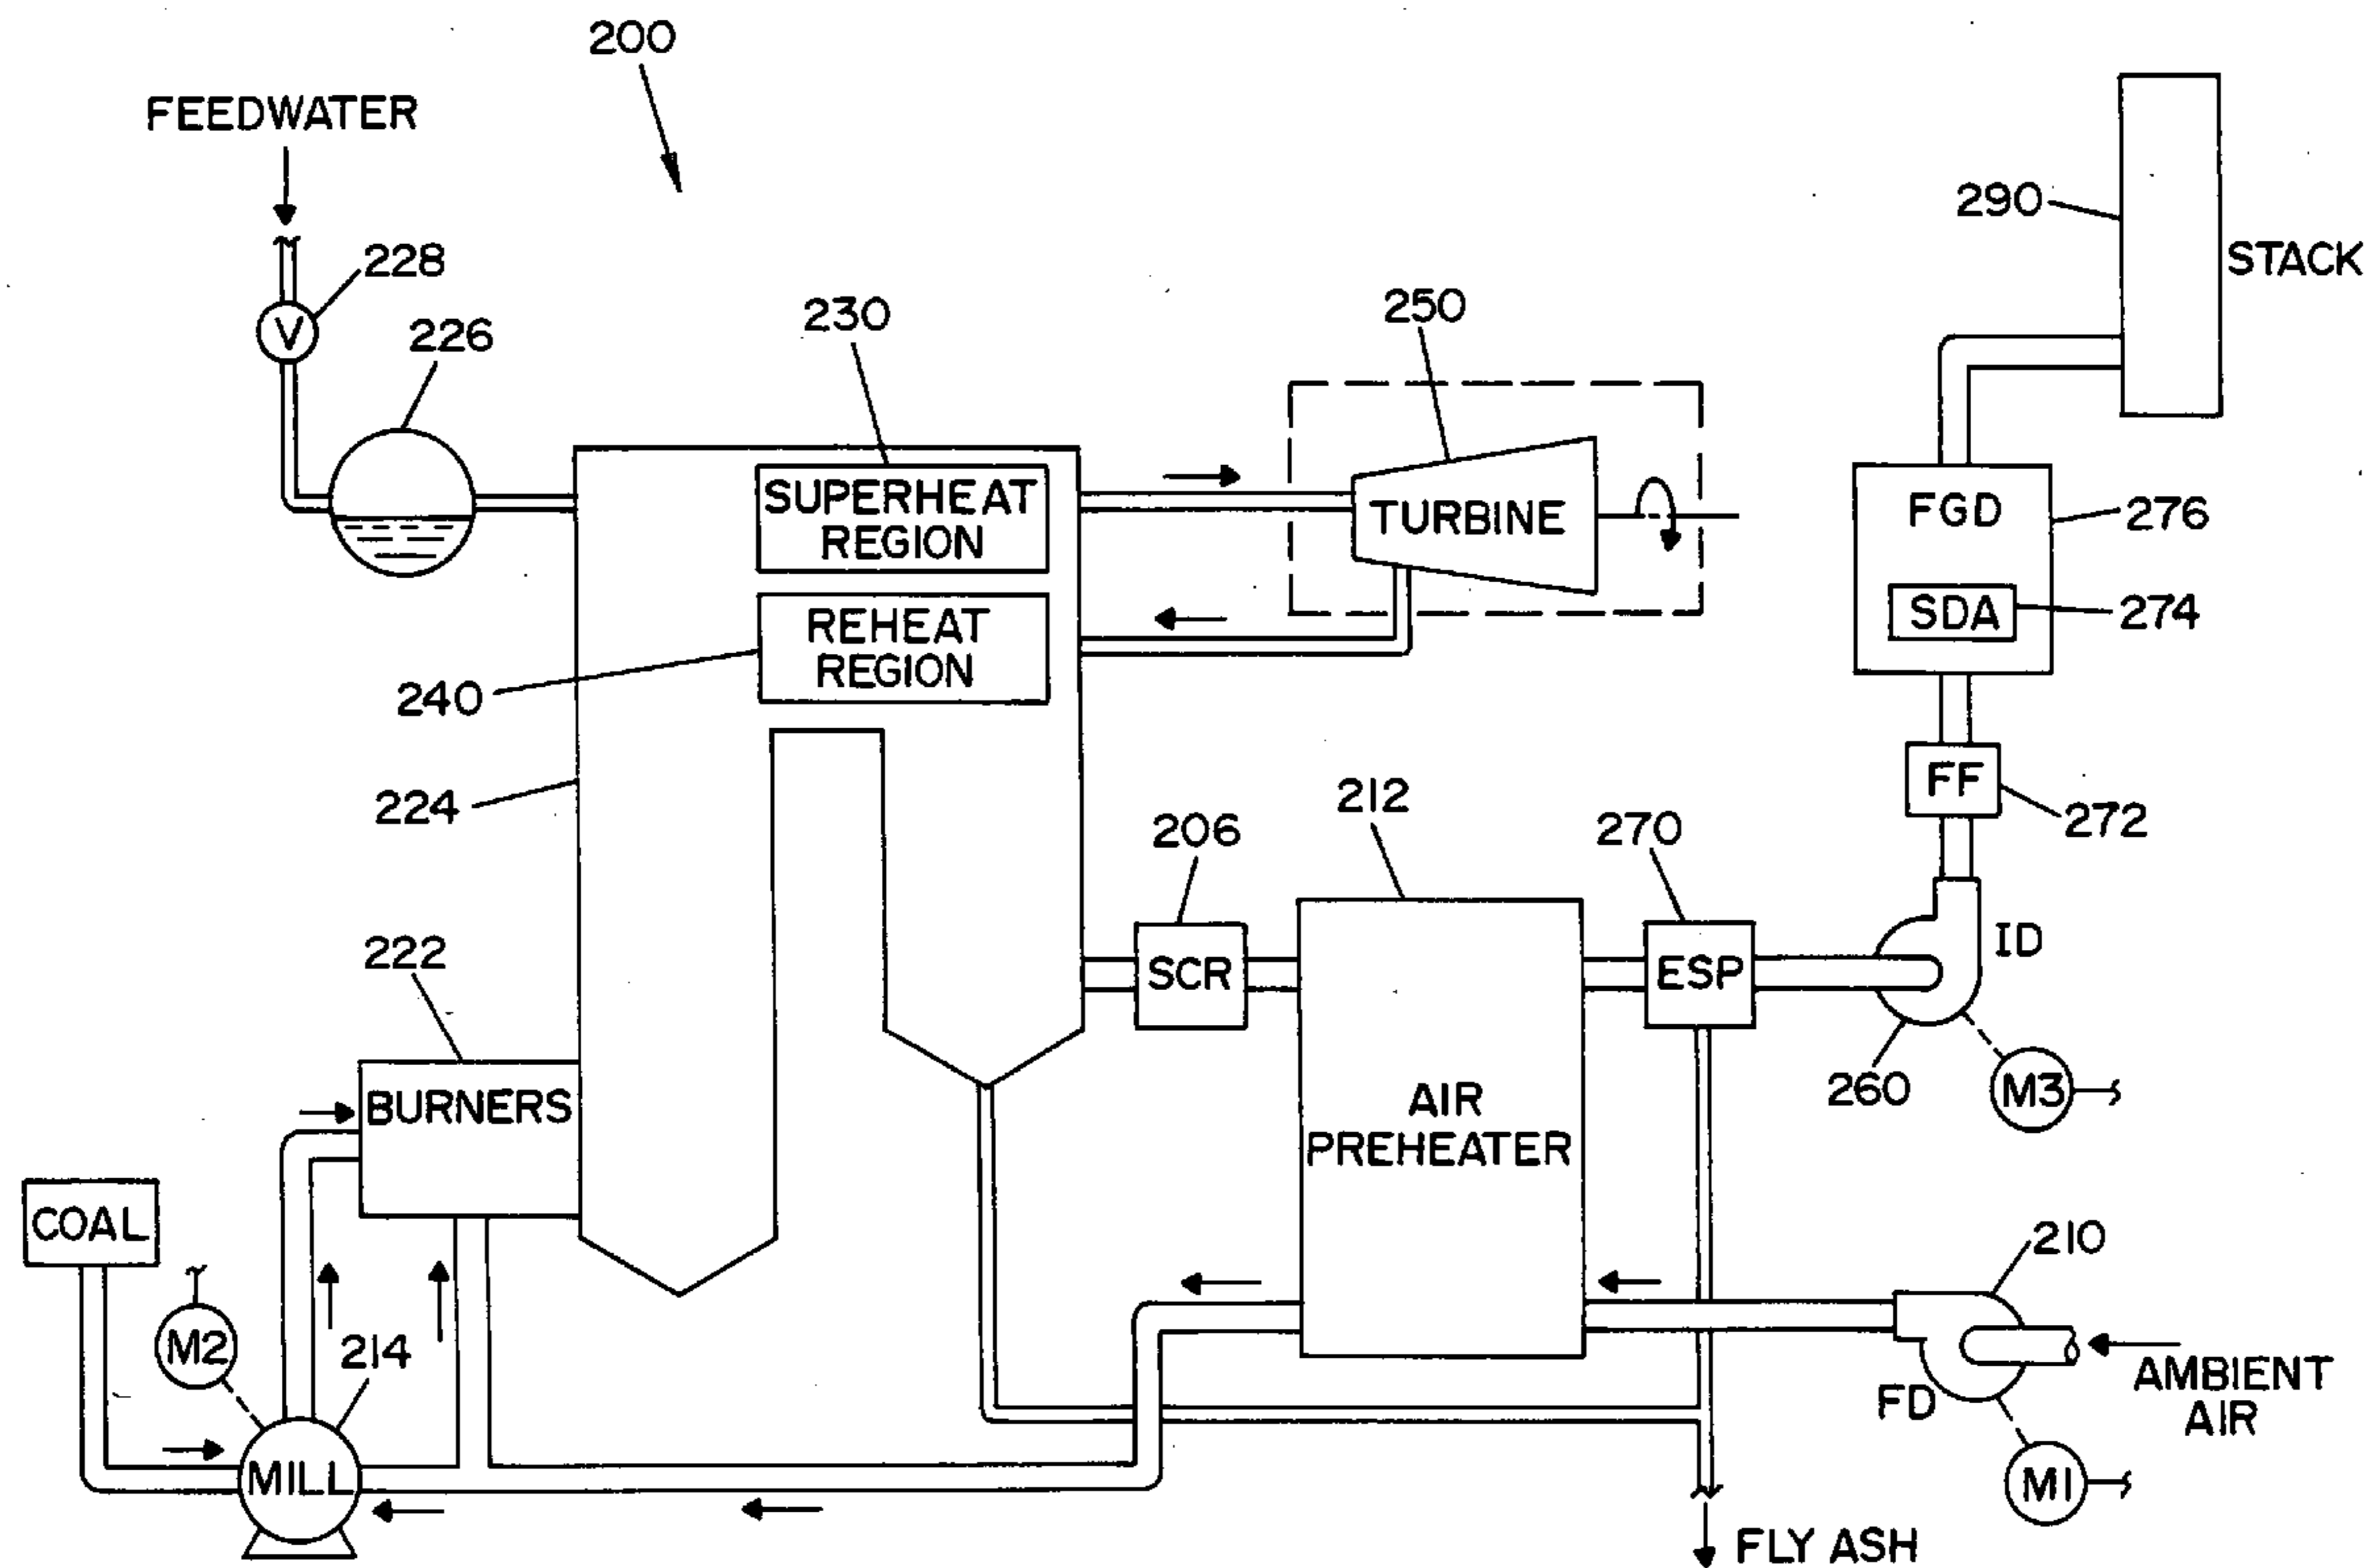 200
FEEDWATER
290
STACK
228
226
230
250
V
SUPERHEAT
REGION
TURBINE
FGD
276
SDA
274
REHEAT
REGION
240
224
FF
272
212
206
270
222
SCR
ESP
ID
BURNERS
AIR
PREHEATER
260
M3
COAL
210
M2
214
AMBIENT
AIR
FD
MILL
M1
FLY ASH